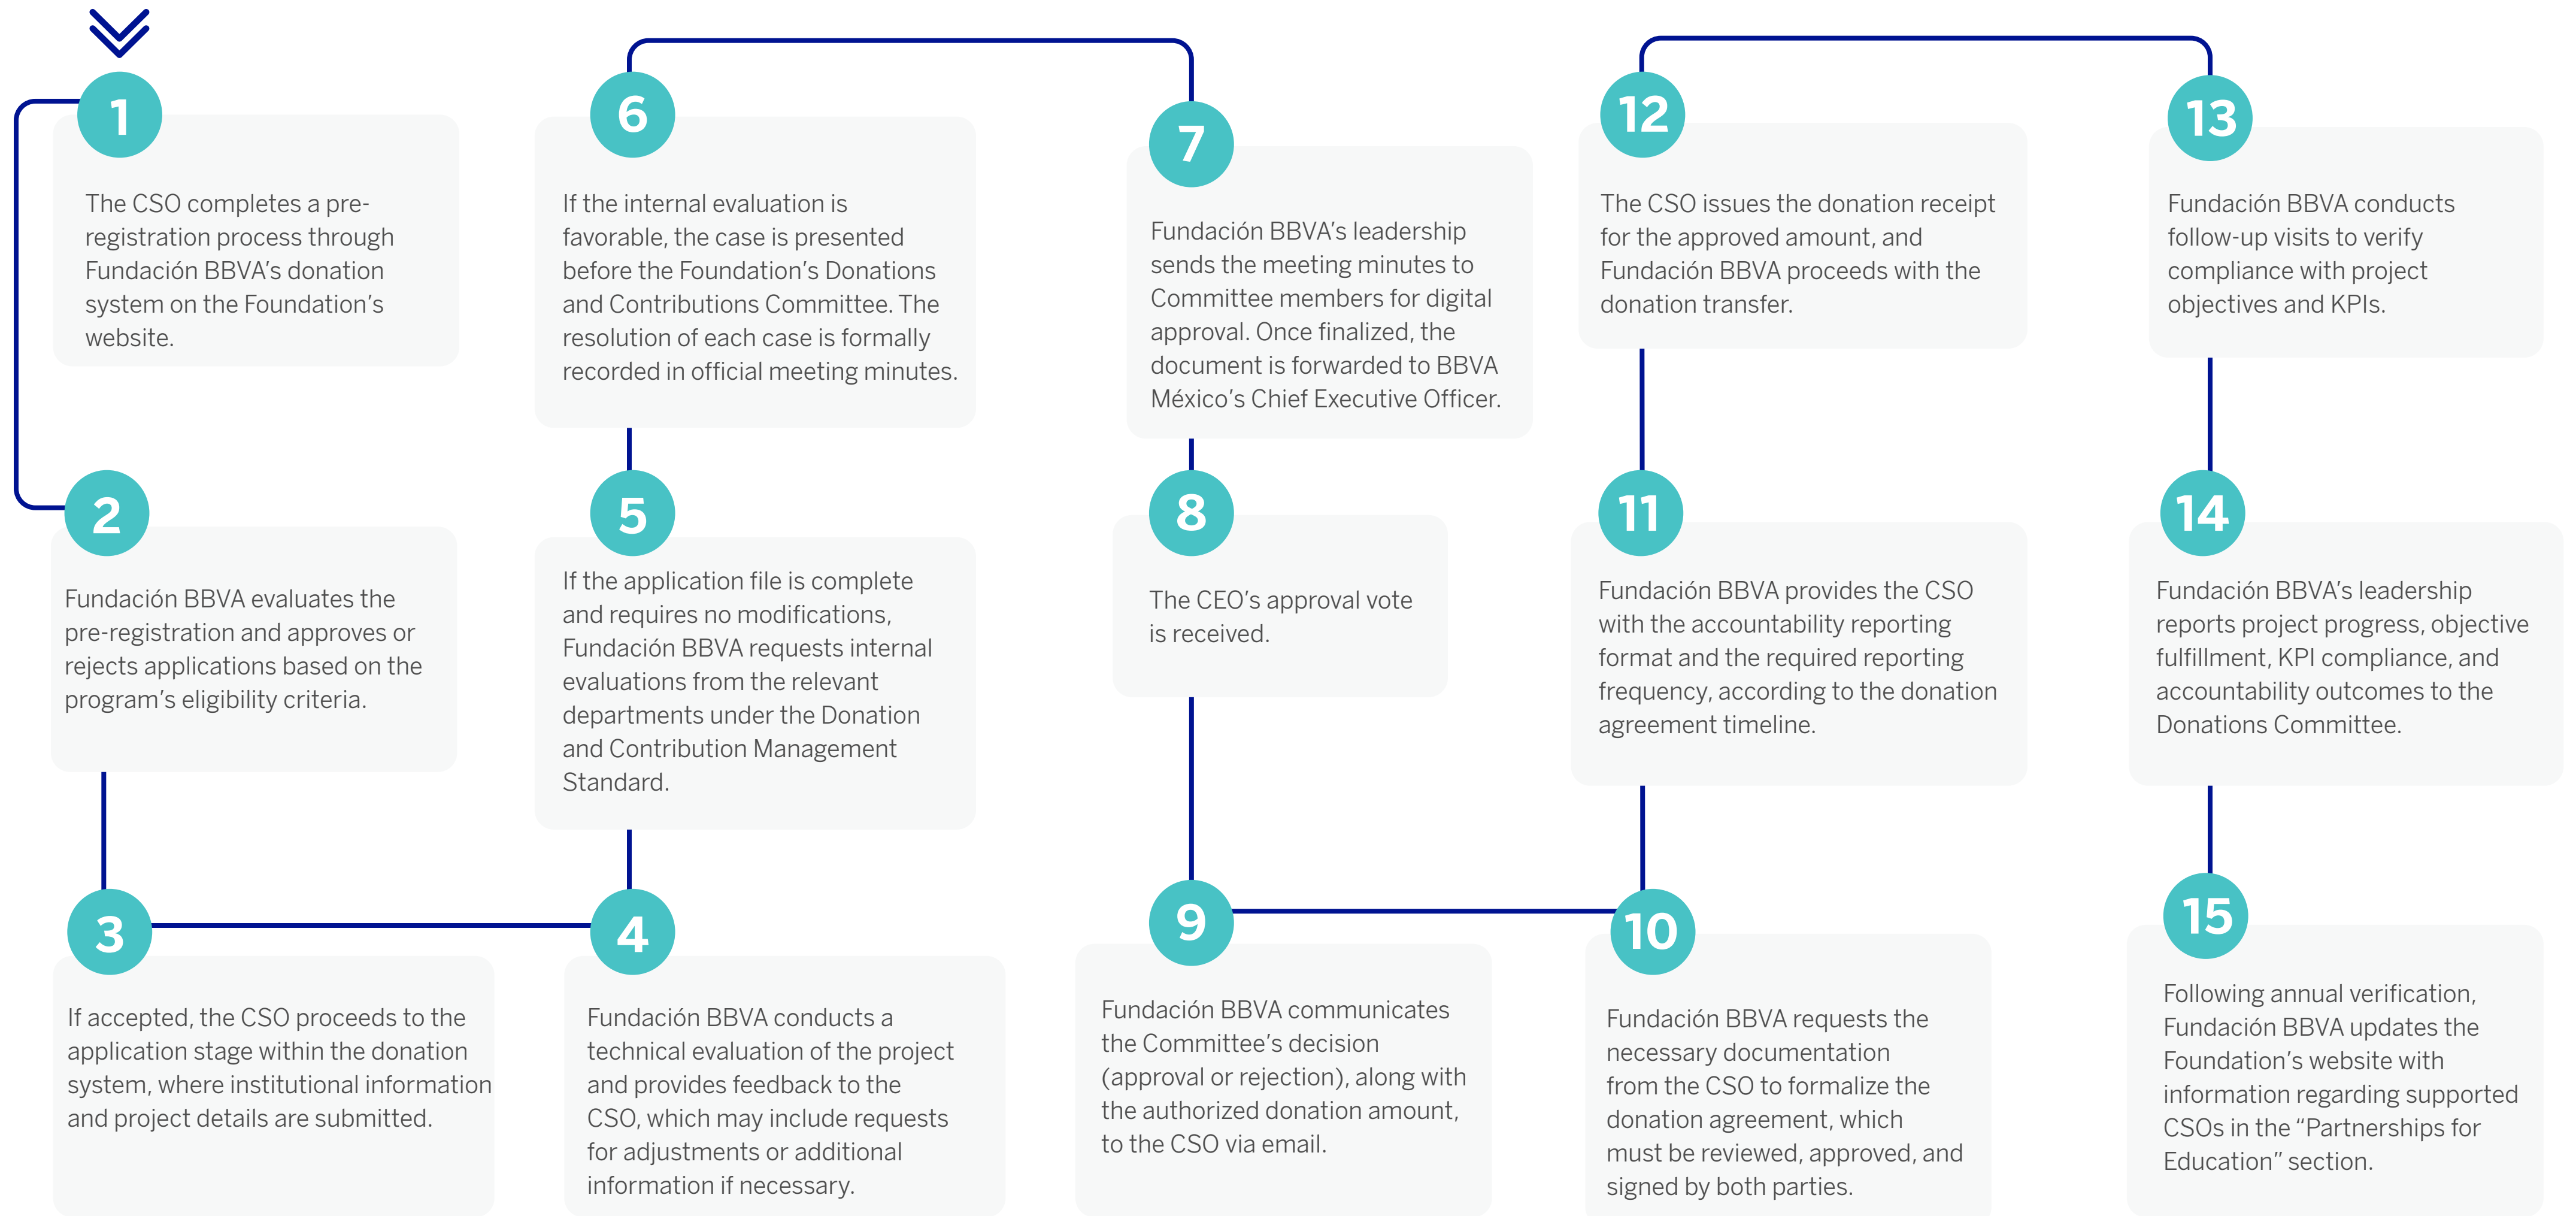 1
The CSO completes a pre-
registration process through
Fundación BBVA’s donation
system on the Foundation’s
website.
2
Fundación BBVA evaluates the
pre-registration and approves or
rejects applications based on the
program’s eligibility criteria.
3
If accepted, the CSO proceeds to the
application stage within the donation
system, where institutional information
and project details are submitted.
4
Fundación BBVA conducts a
technical evaluation of the project
and provides feedback to the
CSO, which may include requests
for adjustments or additional
information if necessary.
5
If the application file is complete
and requires no modifications,
Fundación BBVA requests internal
evaluations from the relevant
departments under the Donation
and Contribution Management
Standard.
6
If the internal evaluation is
favorable, the case is presented
before the Foundation’s Donations
and Contributions Committee. The
resolution of each case is formally
recorded in official meeting minutes.
7
Fundación BBVA’s leadership
sends the meeting minutes to
Committee members for digital
approval. Once finalized, the
document is forwarded to BBVA
México’s Chief Executive Officer.
8
The CEO’s approval vote
is received.
9
Fundación BBVA communicates
the Committee’s decision
(approval or rejection), along with
the authorized donation amount,
to the CSO via email.
10
Fundación BBVA requests the
necessary documentation
from the CSO to formalize the
donation agreement, which
must be reviewed, approved, and
signed by both parties.
11
Fundación BBVA provides the CSO
with the accountability reporting
format and the required reporting
frequency, according to the donation
agreement timeline.
12
The CSO issues the donation receipt
for the approved amount, and
Fundación BBVA proceeds with the
donation transfer.
13
Fundación BBVA conducts
follow-up visits to verify
compliance with project
objectives and KPIs.
14
Fundación BBVA’s leadership
reports project progress, objective
fulfillment, KPI compliance, and
accountability outcomes to the
Donations Committee.
15
Following annual verification,
Fundación BBVA updates the
Foundation’s website with
information regarding supported
CSOs in the “Partnerships for
Education” section.